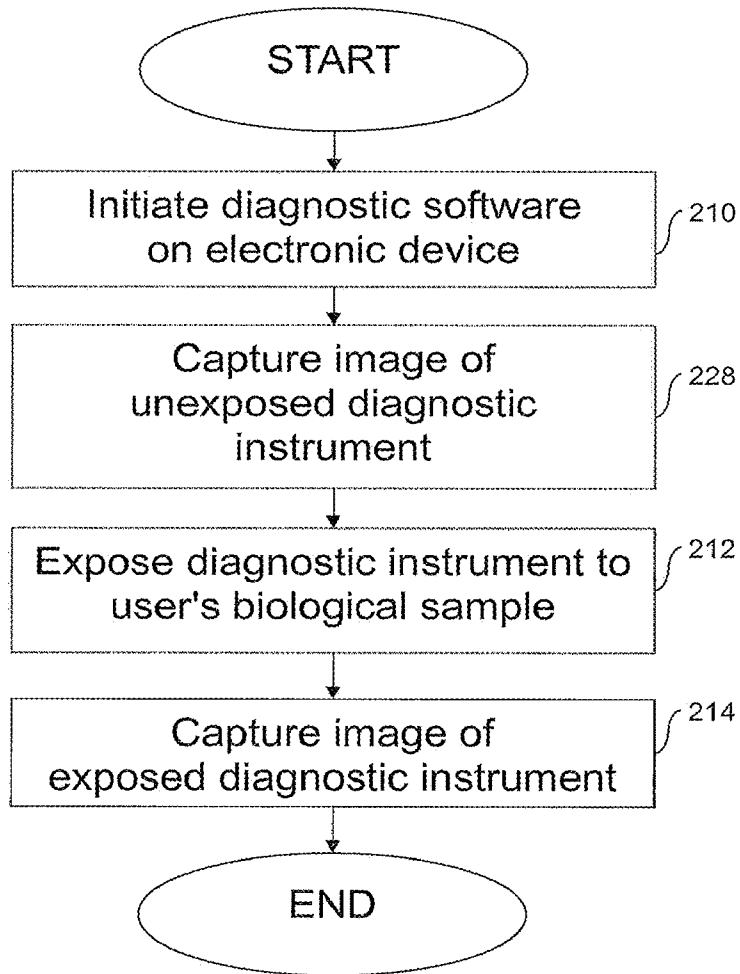 START
Initiate diagnostic software
on electronic device
210
Capture image of
unexposed diagnostic
instrument
228
Expose diagnostic instrument to
user's biological sample
212
Capture image of
exposed diagnostic instrument
214
END